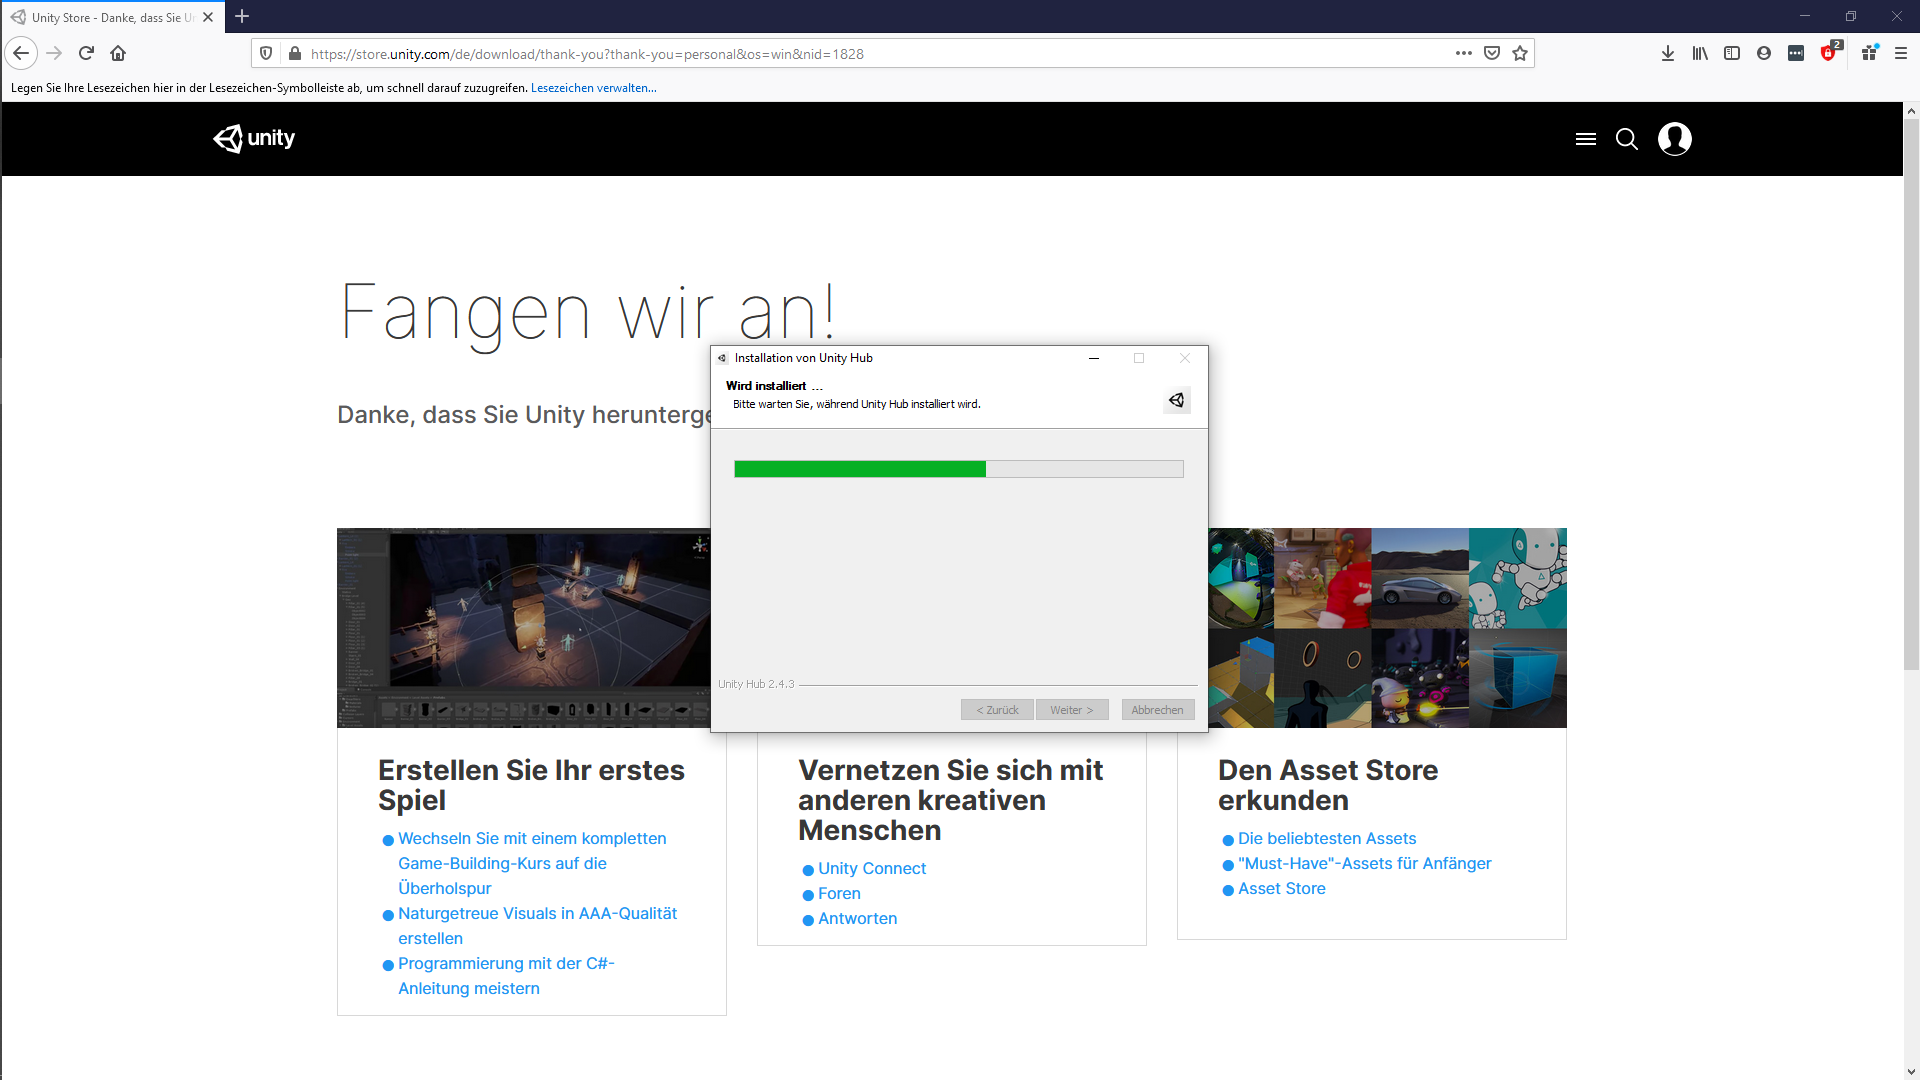 Unity Store - Danke, dass Sie Un
https://store.unity.com/de/download/thank-you?thank-you=personal&os=win&nid=1828
2
Legen Sie Ihre Lesezeichen hier in der Lesezeichen-Symbolleiste ab, um schnell darauf zuzugreifen. Lesezeichen verwalten...
unity
Fangen wir an!
Danke, dass Sie Unity herunterge
Installation von Unity Hub
Wird installiert ...
Bitte warten Sie, während Unity Hub installiert wird.
Unity Hub 2.4.3
< Zurück
Weiter >
Abbrechen
Erstellen Sie Ihr erstes
Spiel
Wechseln Sie mit einem kompletten
Game-Building-Kurs auf die
Überholspur
Naturgetreue Visuals in AAA-Qualität
erstellen
Programmierung mit der C#-
Anleitung meistern
Vernetzen Sie sich mit
anderen kreativen
Menschen
Unity Connect
Foren
Antworten
Den Asset Store
erkunden
Die beliebtesten Assets
"Must-Have"-Assets für Anfänger
Asset Store